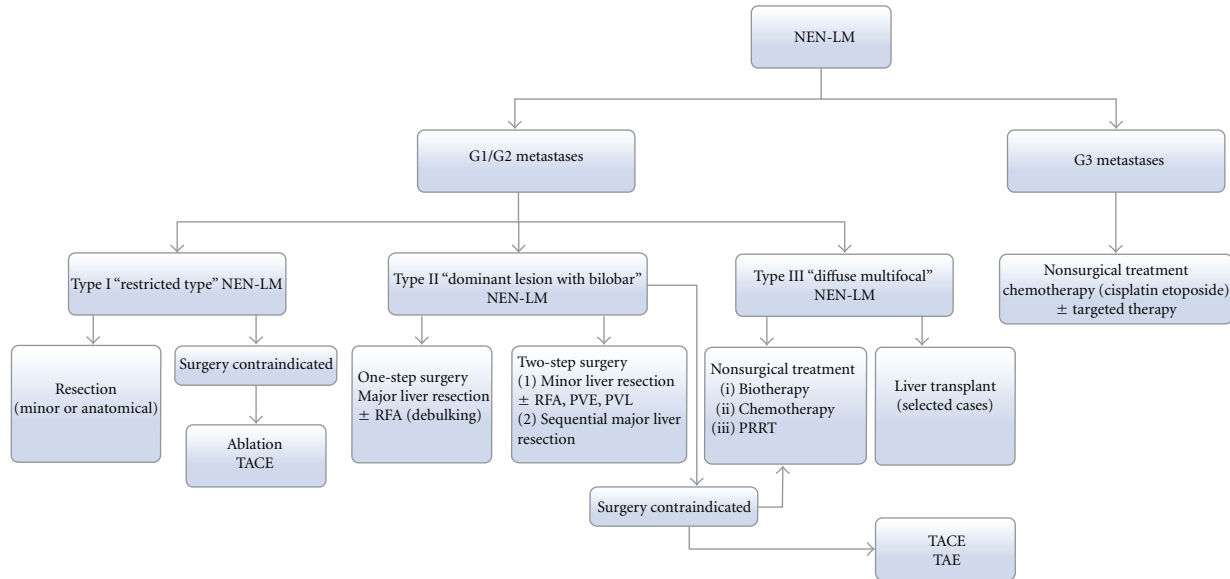 NEN-LM
G1/G2 metastases
G3 metastases
Type I “restricted type” NEN-LM
Type II “dominant lesion with bilobar”
NEN-LM
Type III “diffuse multifocal”
NEN-LM
Nonsurgical treatment
chemotherapy (cisplatin etoposide)
± targeted therapy
Resection
(minor or anatomical)
Surgery contraindicated
Ablation
TACE
One-step surgery
Major liver resection
± RFA (debulking)
Two-step surgery
(1) Minor liver resection
± RFA, PVE, PVL
(2) Sequential major liver
resection
Nonsurgical treatment
(i) Biotherapy
(ii) Chemotherapy
(iii) PRRT
Liver transplant
(selected cases)
Surgery contraindicated
TACE
TAE